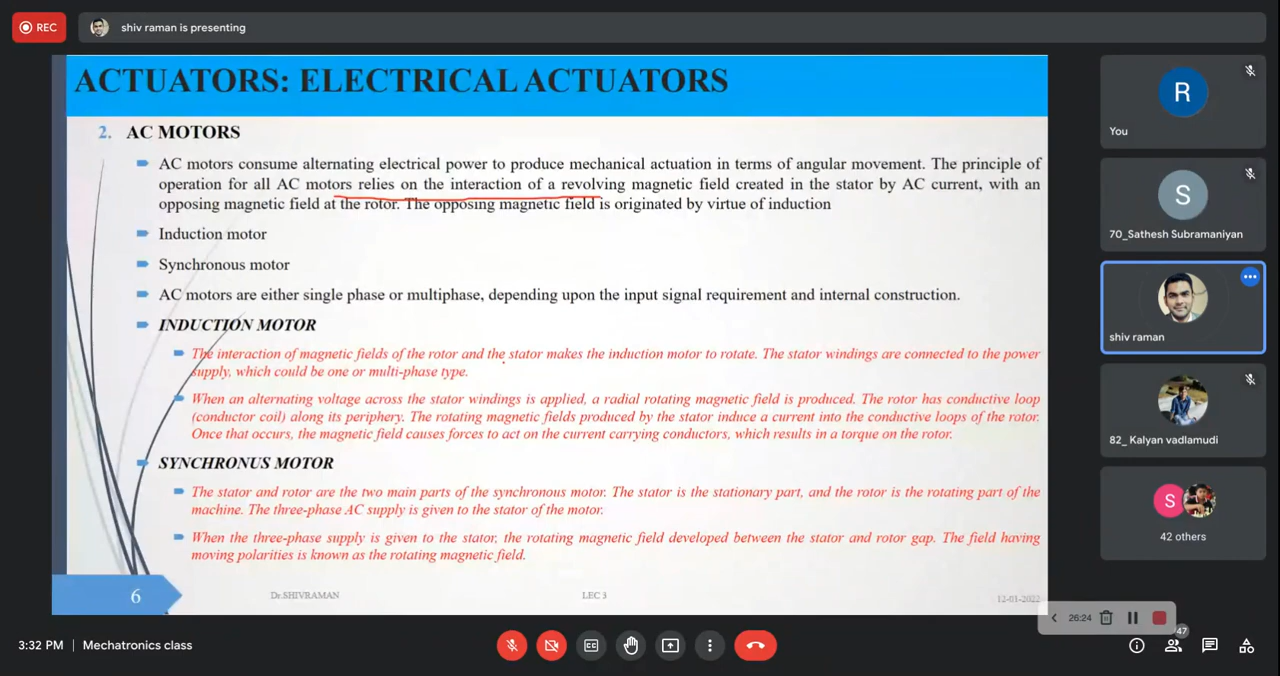 REC
shiv raman is presenting
ACTUATORS: ELECTRICAL ACTUATORS
2. AC MOTORS
AC motors consume alternating electrical power to produce mechanical actuation in terms of angular movement. The principle of
operation for all AC motors relies on the interaction of a revolving magnetic field created in the stator by AC current, with an
opposing magnetic field at the rotor. The opposing magnetic field is originated by virtue of induction
Induction motor
Synchronous motor
AC motors are either single phase or multiphase, depending upon the input signal requirement and internal construction.
INDUCTION MOTOR
The interaction of magnetic fields of the rotor and the stator makes the induction motor to rotate. The stator windings are connected to the power
supply, which could be one or multi-phase type.
When an alternating voltage across the stator windings is applied, a radial rotating magnetic field is produced. The rotor has conductive loop
(conductor coil) along its periphery. The rotating magnetic fields produced by the stator induce a current into the conductive loops of the rotor.
Once that occurs, the magnetic field causes forces to act on the current carrying conductors, which results in a torque on the rotor.
SYNCHRONUS MOTOR
The stator and rotor are the two main parts of the synchronous motor. The stator is the stationary part, and the rotor is the rotating part of the
machine. The three-phase AC supply is given to the stator of the motor.
When the three-phase supply is given to the stator, the rotating magnetic field developed between the stator and rotor gap. The field having
moving polarities is known as the rotating magnetic field.
6
Dr.SHIVRAMAN
LEC 3
12-01-2022
R
You
S
70_Sathesh Subramaniyan
shiv raman
82_ Kalyan vadlamudi
S
42 others
26:24
3:32 PM | Mechatronics class
CC
47